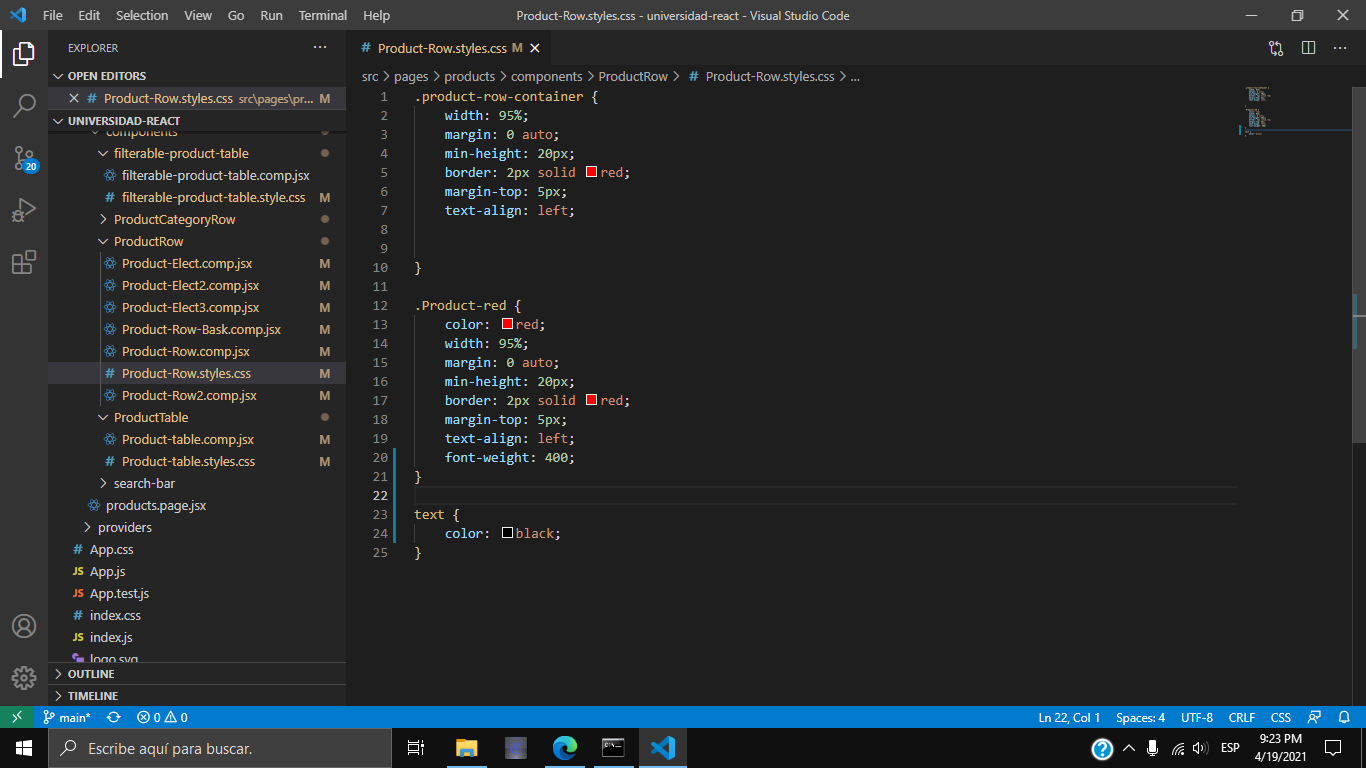 File Edit Selection View Go Run Terminal Help
Product-Row.styles.css - universidad-react - Visual Studio Code
EXPLORER
OPEN EDITORS
Product-Row.styles.css src\pages\pr... M
UNIVERSIDAD-REACT
components
filterable-product-table
filterable-product-table.comp.jsx
filterable-product-table.style.css M
ProductCategoryRow
ProductRow
Product-Elect.comp.jsx M
Product-Elect2.comp.jsx M
Product-Elect3.comp.jsx M
Product-Row-Bask.comp.jsx M
Product-Row.comp.jsx M
Product-Row.styles.css M
Product-Row2.comp.jsx M
ProductTable
Product-table.comp.jsx M
Product-table.styles.css M
search-bar
products.page.jsx
providers
App.css
App.js
App.test.js
index.css
index.js
logo.svg
OUTLINE
TIMELINE
20
Product-Row.styles.css M
src > pages > products > components > ProductRow > # Product-Row.styles.css > ...
1 .product-row-container {
2 width: 95%;
3 margin: 0 auto;
4 min-height: 20px;
5 border: 2px solid red;
6 margin-top: 5px;
7 text-align: left;
8
9
10 }
11
12 .Product-red {
13 color: red;
14 width: 95%;
15 margin: 0 auto;
16 min-height: 20px;
17 border: 2px solid red;
18 margin-top: 5px;
19 text-align: left;
20 font-weight: 400;
21 }
22
23 text {
24 color: black;
25 }
main* 0 0 Ln 22, Col 1 Spaces: 4 UTF-8 CRLF CSS
Escribe aquí para buscar.
ESP
9:23 PM
4/19/2021